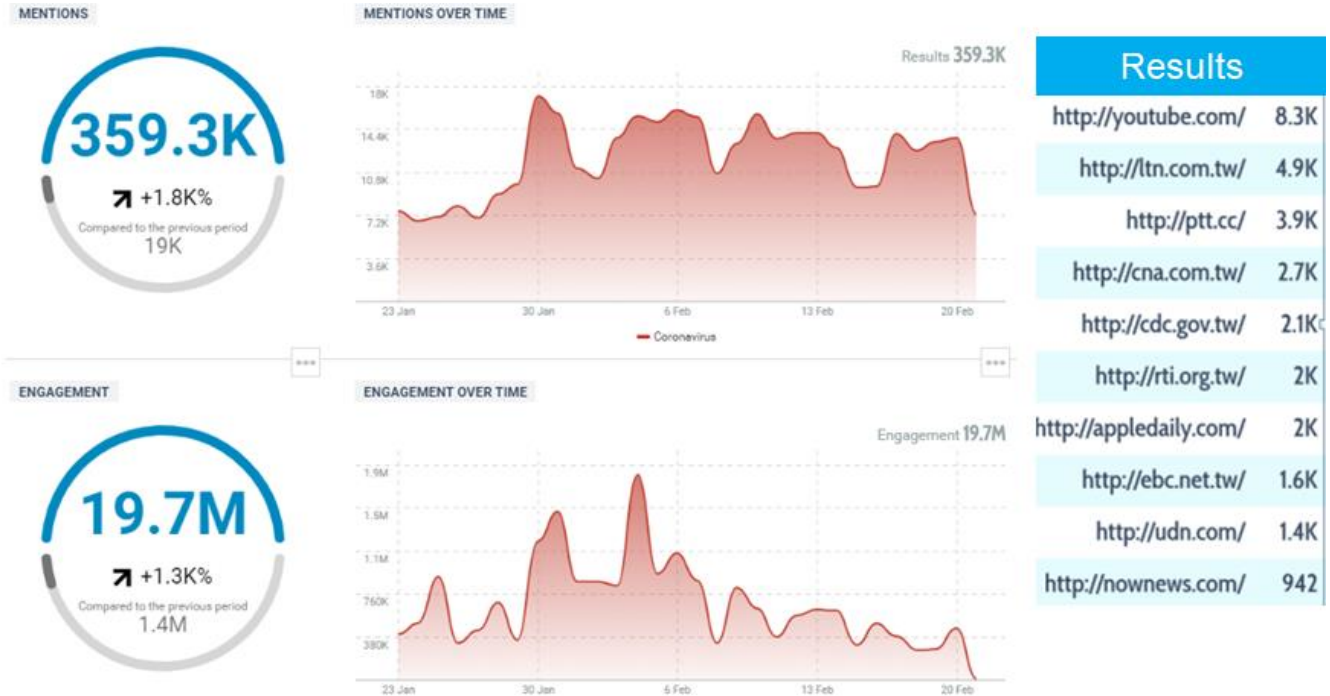 MENTIONS
359.3K
+1.8K%
Compared to the previous period
19K
MENTIONS OVER TIME
Results 359.3K
18K
14.4K
10.8K
7.2K
3.6K
23 Jan
30 Jan
6 Feb
13 Feb
20 Feb
Coronavirus
ENGAGEMENT
19.7M
+1.3K%
Compared to the previous period
1.4M
ENGAGEMENT OVER TIME
Engagement 19.7M
1.9M
1.5M
1.1M
760K
380K
23 Jan
30 Jan
6 Feb
13 Feb
20 Feb
Results
http://youtube.com/ 8.3K
http://ltn.com.tw/ 4.9K
http://ptt.cc/ 3.9K
http://cna.com.tw/ 2.7K
http://cdc.gov.tw/ 2.1K
http://rti.org.tw/ 2K
http://appledaily.com/ 2K
http://ebc.net.tw/ 1.6K
http://udn.com/ 1.4K
http://nownews.com/ 942